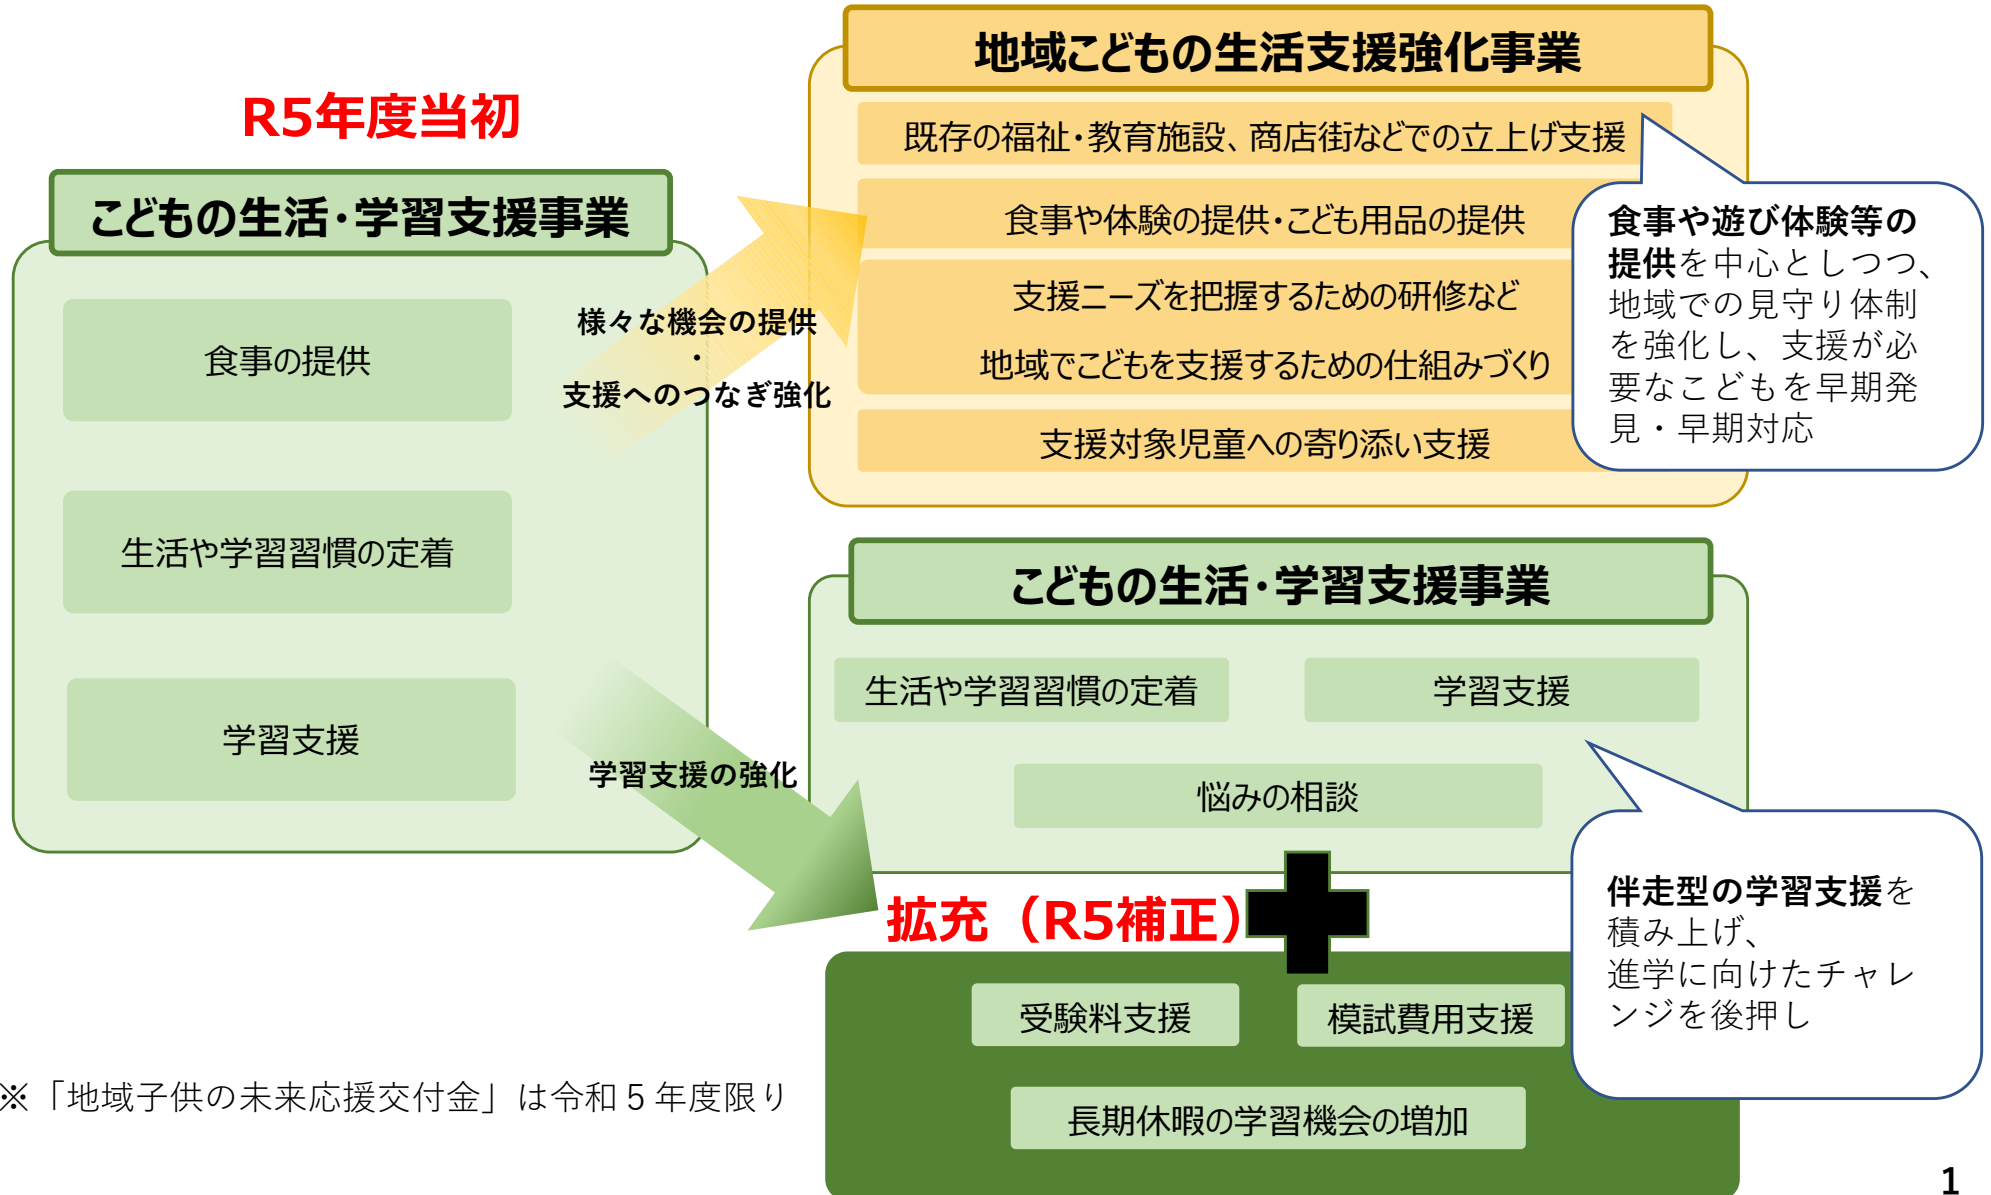 R5年度当初
こどもの生活・学習支援事業
食事の提供
生活や学習習慣の定着
学習支援
様々な機会の提供
・
支援へのつなぎ強化
学習支援の強化
地域こどもの生活支援強化事業
既存の福祉・教育施設、商店街などでの立上げ支援
食事や体験の提供・こども用品の提供
支援ニーズを把握するための研修など
地域でこどもを支援するための仕組みづくり
支援対象児童への寄り添い支援
食事や遊び体験等の
提供を中心としつつ、
地域での見守り体制
を強化し、支援が必
要なこどもを早期発
見・早期対応
こどもの生活・学習支援事業
生活や学習習慣の定着
学習支援
悩みの相談
拡充（R5補正）
受験料支援
模試費用支援
長期休暇の学習機会の増加
伴走型の学習支援を
積み上げ、
進学に向けたチャレ
ンジを後押し
※「地域子供の未来応援交付金」は令和５年度限り
1